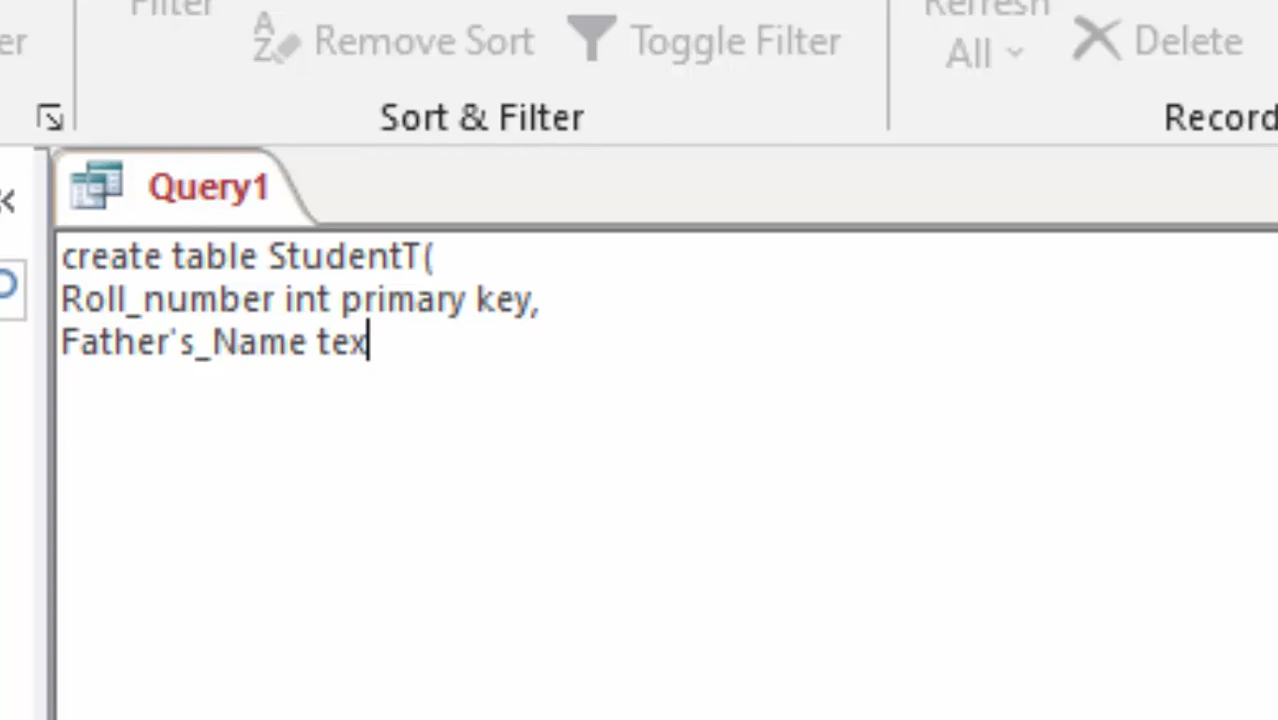 Filter
er
Remove Sort
Toggle Filter
Refresh
All
Delete
Sort & Filter
Record
Query1
create table StudentT(
Roll_number int primary key,
Father's_Name tex